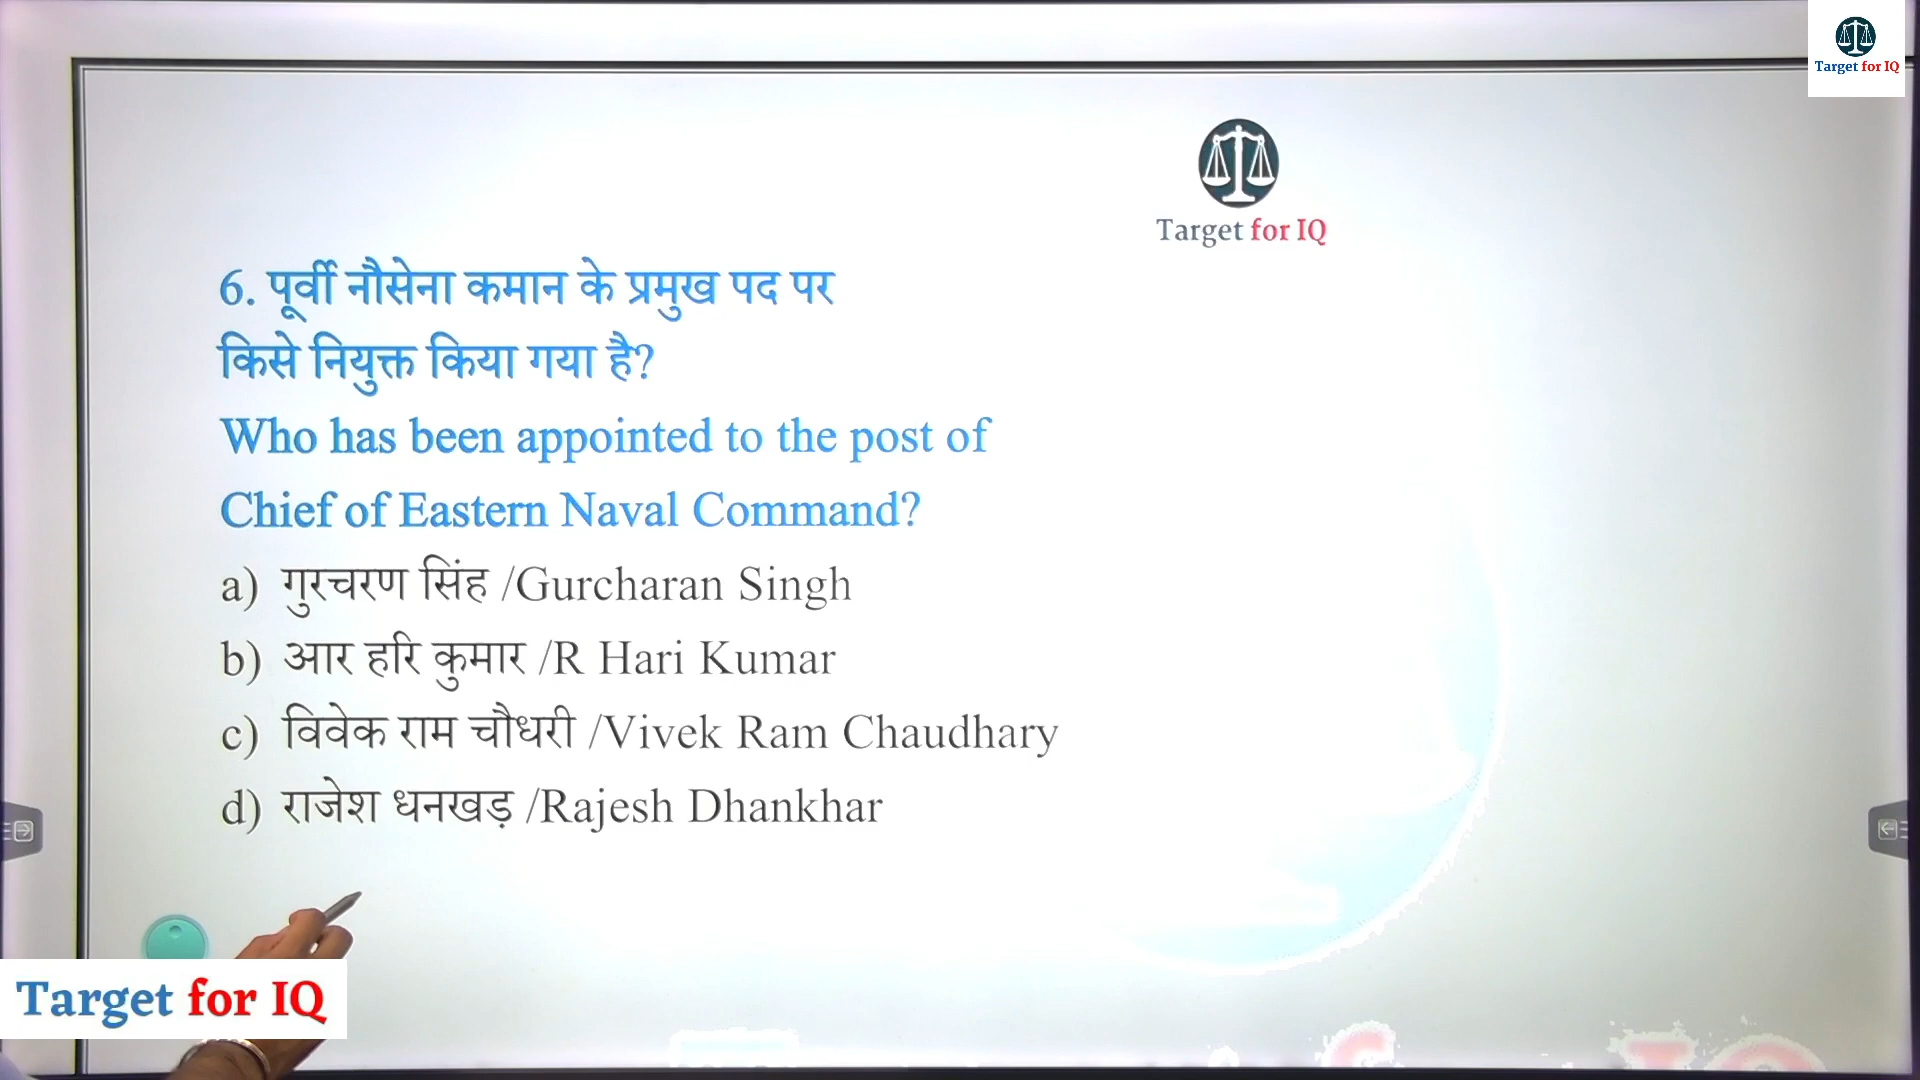 Target for IQ
Target for IQ
6. पूर्वी नौसेना कमान के प्रमुख पद पर
किसे नियुक्त किया गया है?
Who has been appointed to the post of
Chief of Eastern Naval Command?
a) गुरचरण सिंह /Gurcharan Singh
b) आर हरि कुमार /R Hari Kumar
c) विवेक राम चौधरी /Vivek Ram Chaudhary
d) राजेश धनखड़ /Rajesh Dhankhar
Target for IQ